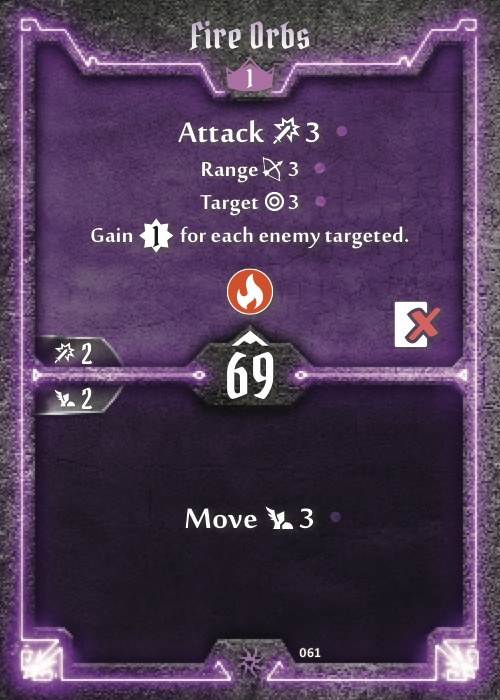 Fire Orbs
1
Attack 3
Range 3
Target 3
Gain 1 for each enemy targeted.
2
69
2
Move 3
061